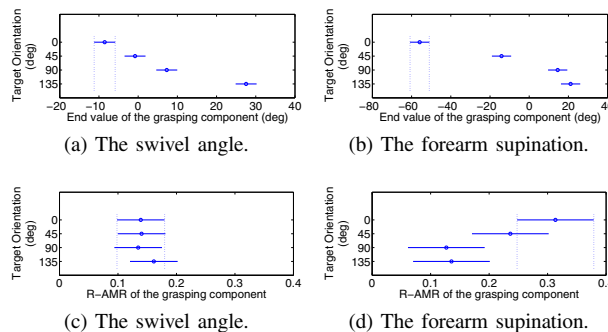 Target Orientation
(deg)
0
45
90
135
−20 −10 0 10 20 30 40
End value of the grasping component (deg)
(a) The swivel angle.
Target Orientation
(deg)
0
45
90
135
−80 −60 −40 −20 0 20 40
End value of the grasping component (deg)
(b) The forearm supination.
Target Orientation
(deg)
0
45
90
135
0 0.1 0.2 0.3 0.4
R−AMR of the grasping component
(c) The swivel angle.
Target Orientation
(deg)
0
45
90
135
0 0.1 0.2 0.3
R−AMR of the grasping component
(d) The forearm supination.